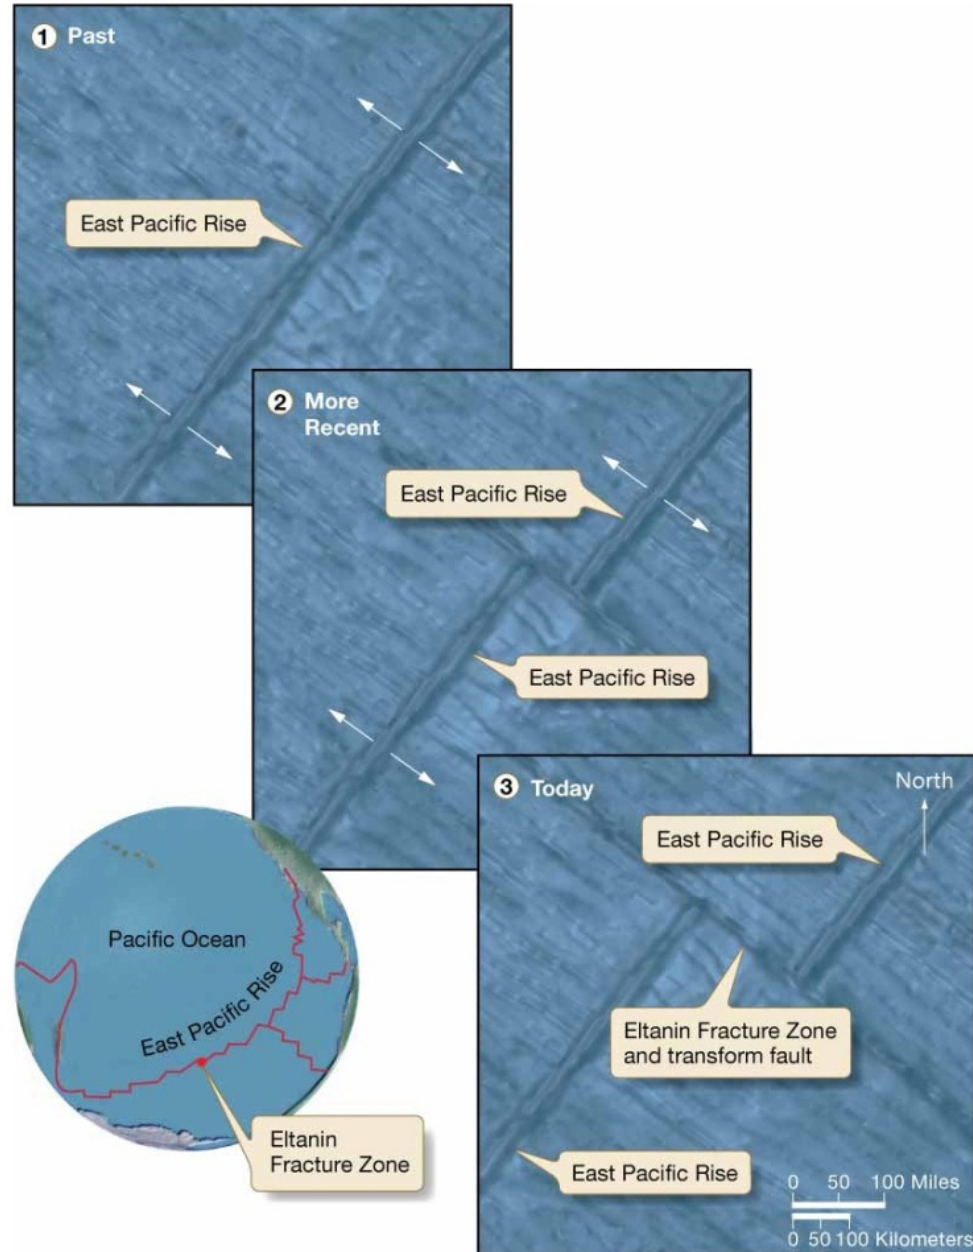 1 Past
East Pacific Rise
2 More
Recent
East Pacific Rise
East Pacific Rise
3 Today
North
East Pacific Rise
Eltanin Fracture Zone
and transform fault
East Pacific Rise
0 50 100 Miles
0 50 100 Kilometers
Pacific Ocean
East Pacific Rise
Eltanin
Fracture Zone